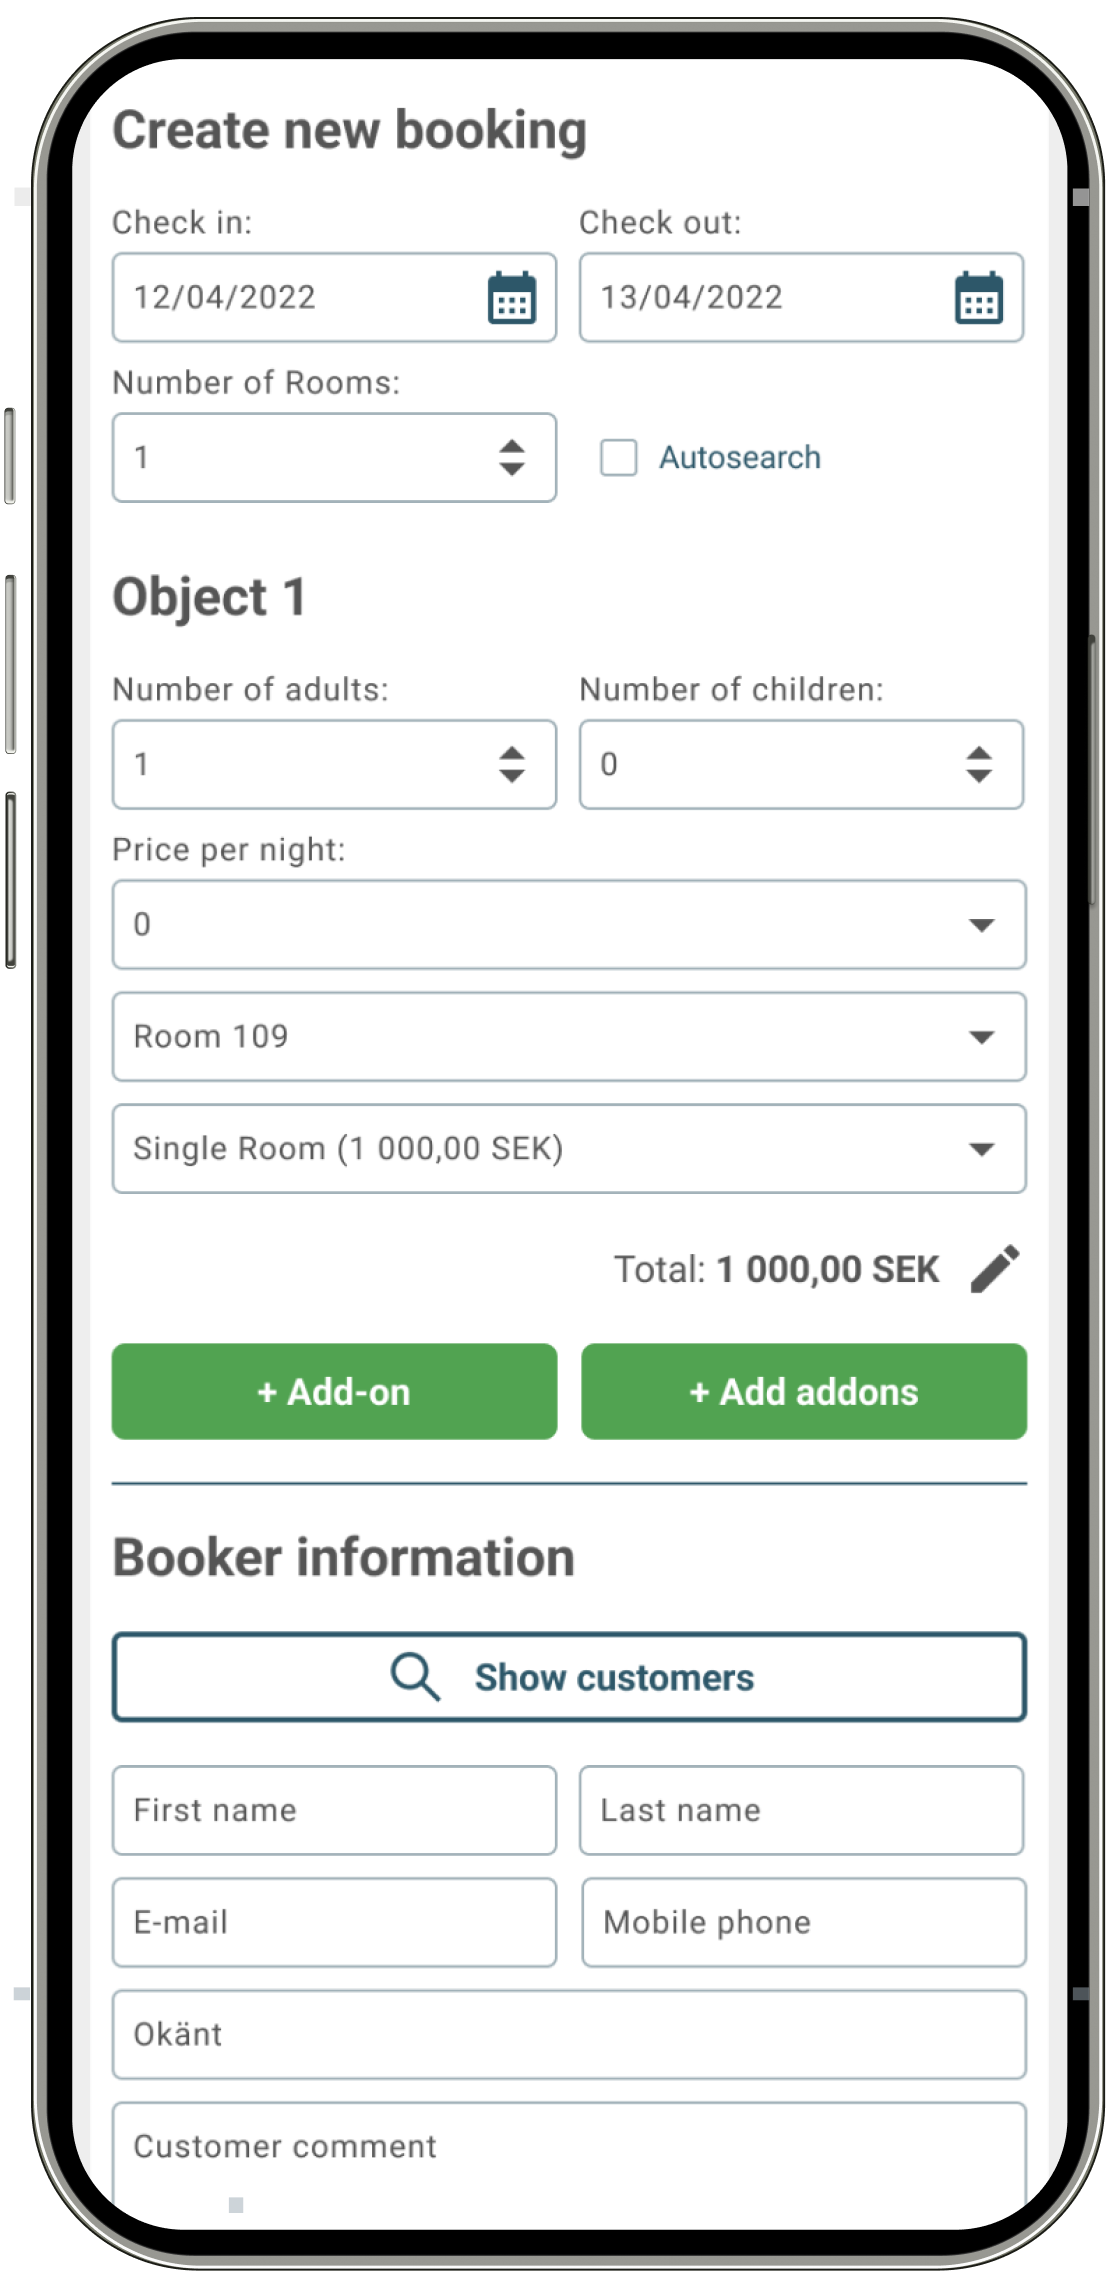 Create new booking
Check in: Check out:
12/04/2022 13/04/2022
Number of Rooms:
1 Autosearch
Object 1
Number of adults: Number of children:
1 0
Price per night:
0
Room 109
Single Room (1 000,00 SEK)
Total: 1 000,00 SEK
+ Add-on + Add addons
Booker information
Show customers
First name Last name
E-mail Mobile phone
Okänt
Customer comment